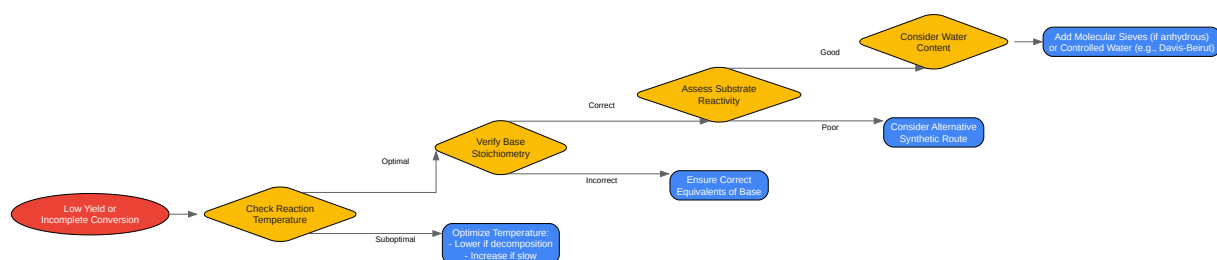 Low Yield or
Incomplete Conversion
Check Reaction
Temperature
Optimal
Suboptimal
Optimize Temperature:
- Lower if decomposition
- Increase if slow
Verify Base
Stoichiometry
Correct
Incorrect
Ensure Correct
Equivalents of Base
Assess Substrate
Reactivity
Good
Poor
Consider Alternative
Synthetic Route
Consider Water
Content
Add Molecular Sieves (if anhydrous)
or Controlled Water (e.g., Davis-Beirut)